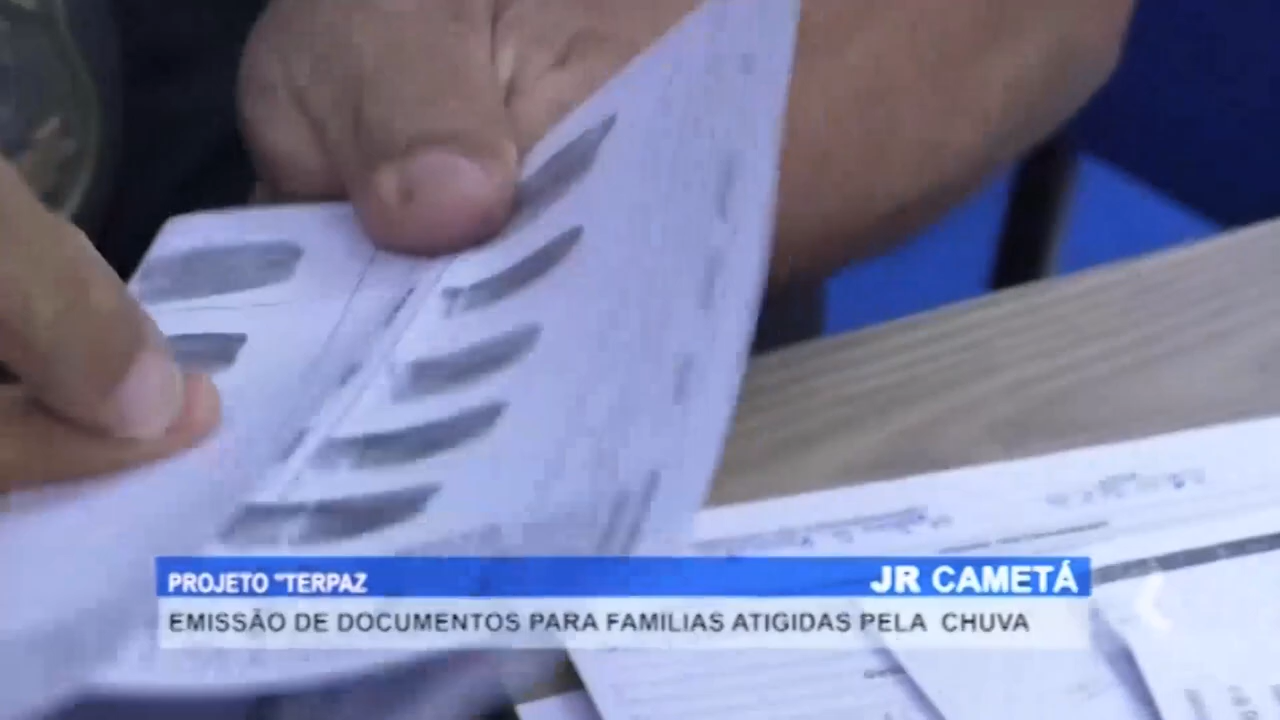 PROJETO "TERPAZ
JR CAMETÁ
EMISSÃO DE DOCUMENTOS PARA FAMILIAS ATIGIDAS PELA CHUVA